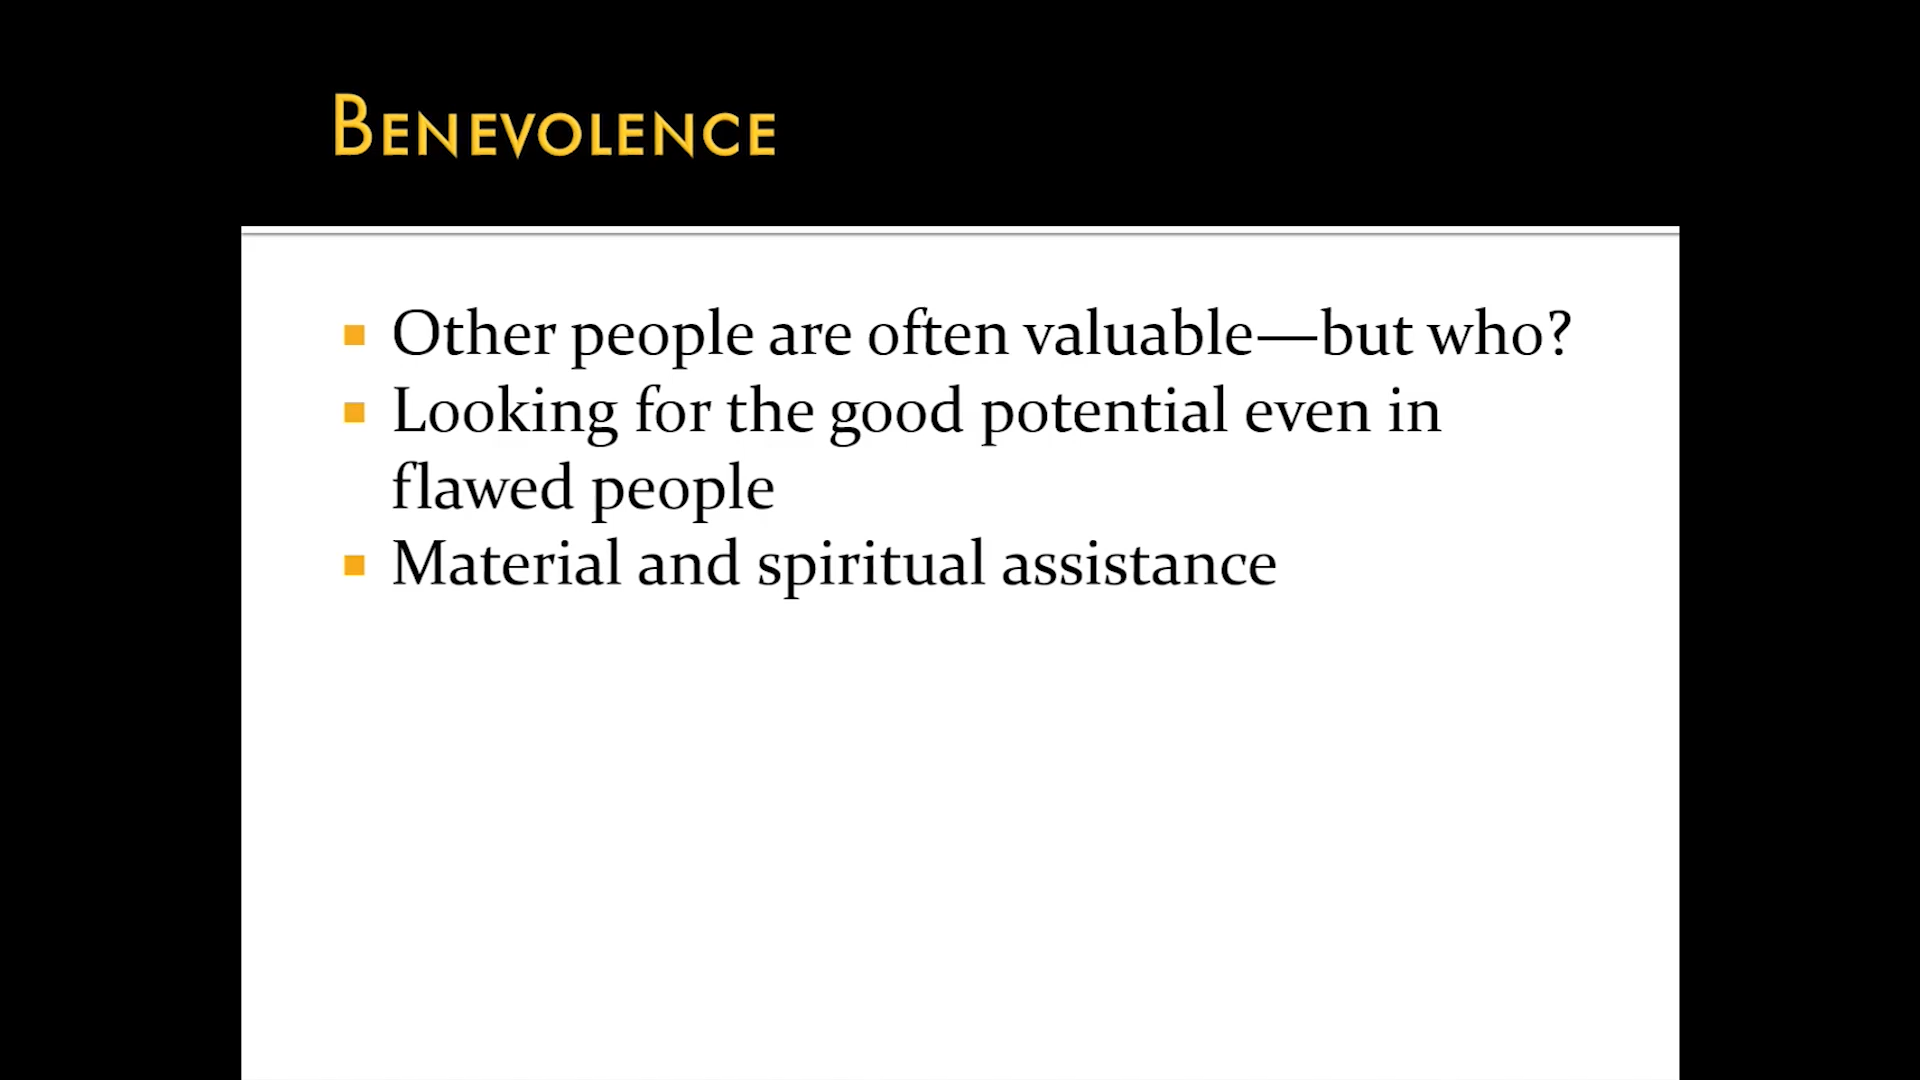 Benevolence
Other people are often valuable—but who?
Looking for the good potential even in
flawed people
Material and spiritual assistance